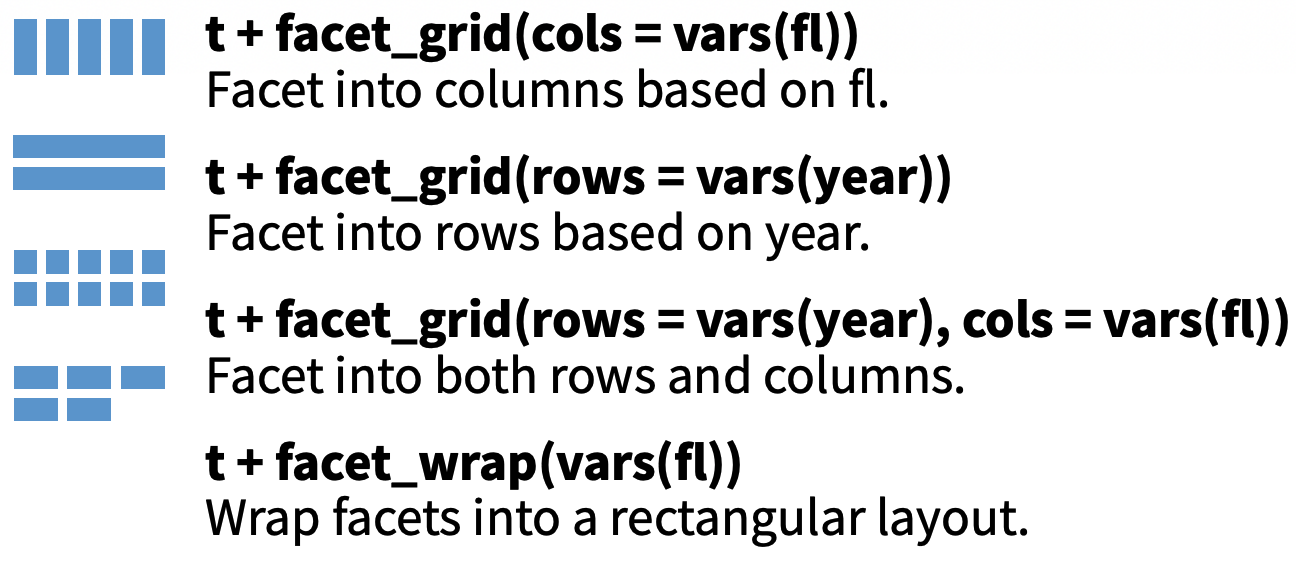 t + facet_grid(cols = vars(fl))
Facet into columns based on fl.
t + facet_grid(rows = vars(year))
Facet into rows based on year.
t + facet_grid(rows = vars(year), cols = vars(fl))
Facet into both rows and columns.
t + facet_wrap(vars(fl))
Wrap facets into a rectangular layout.